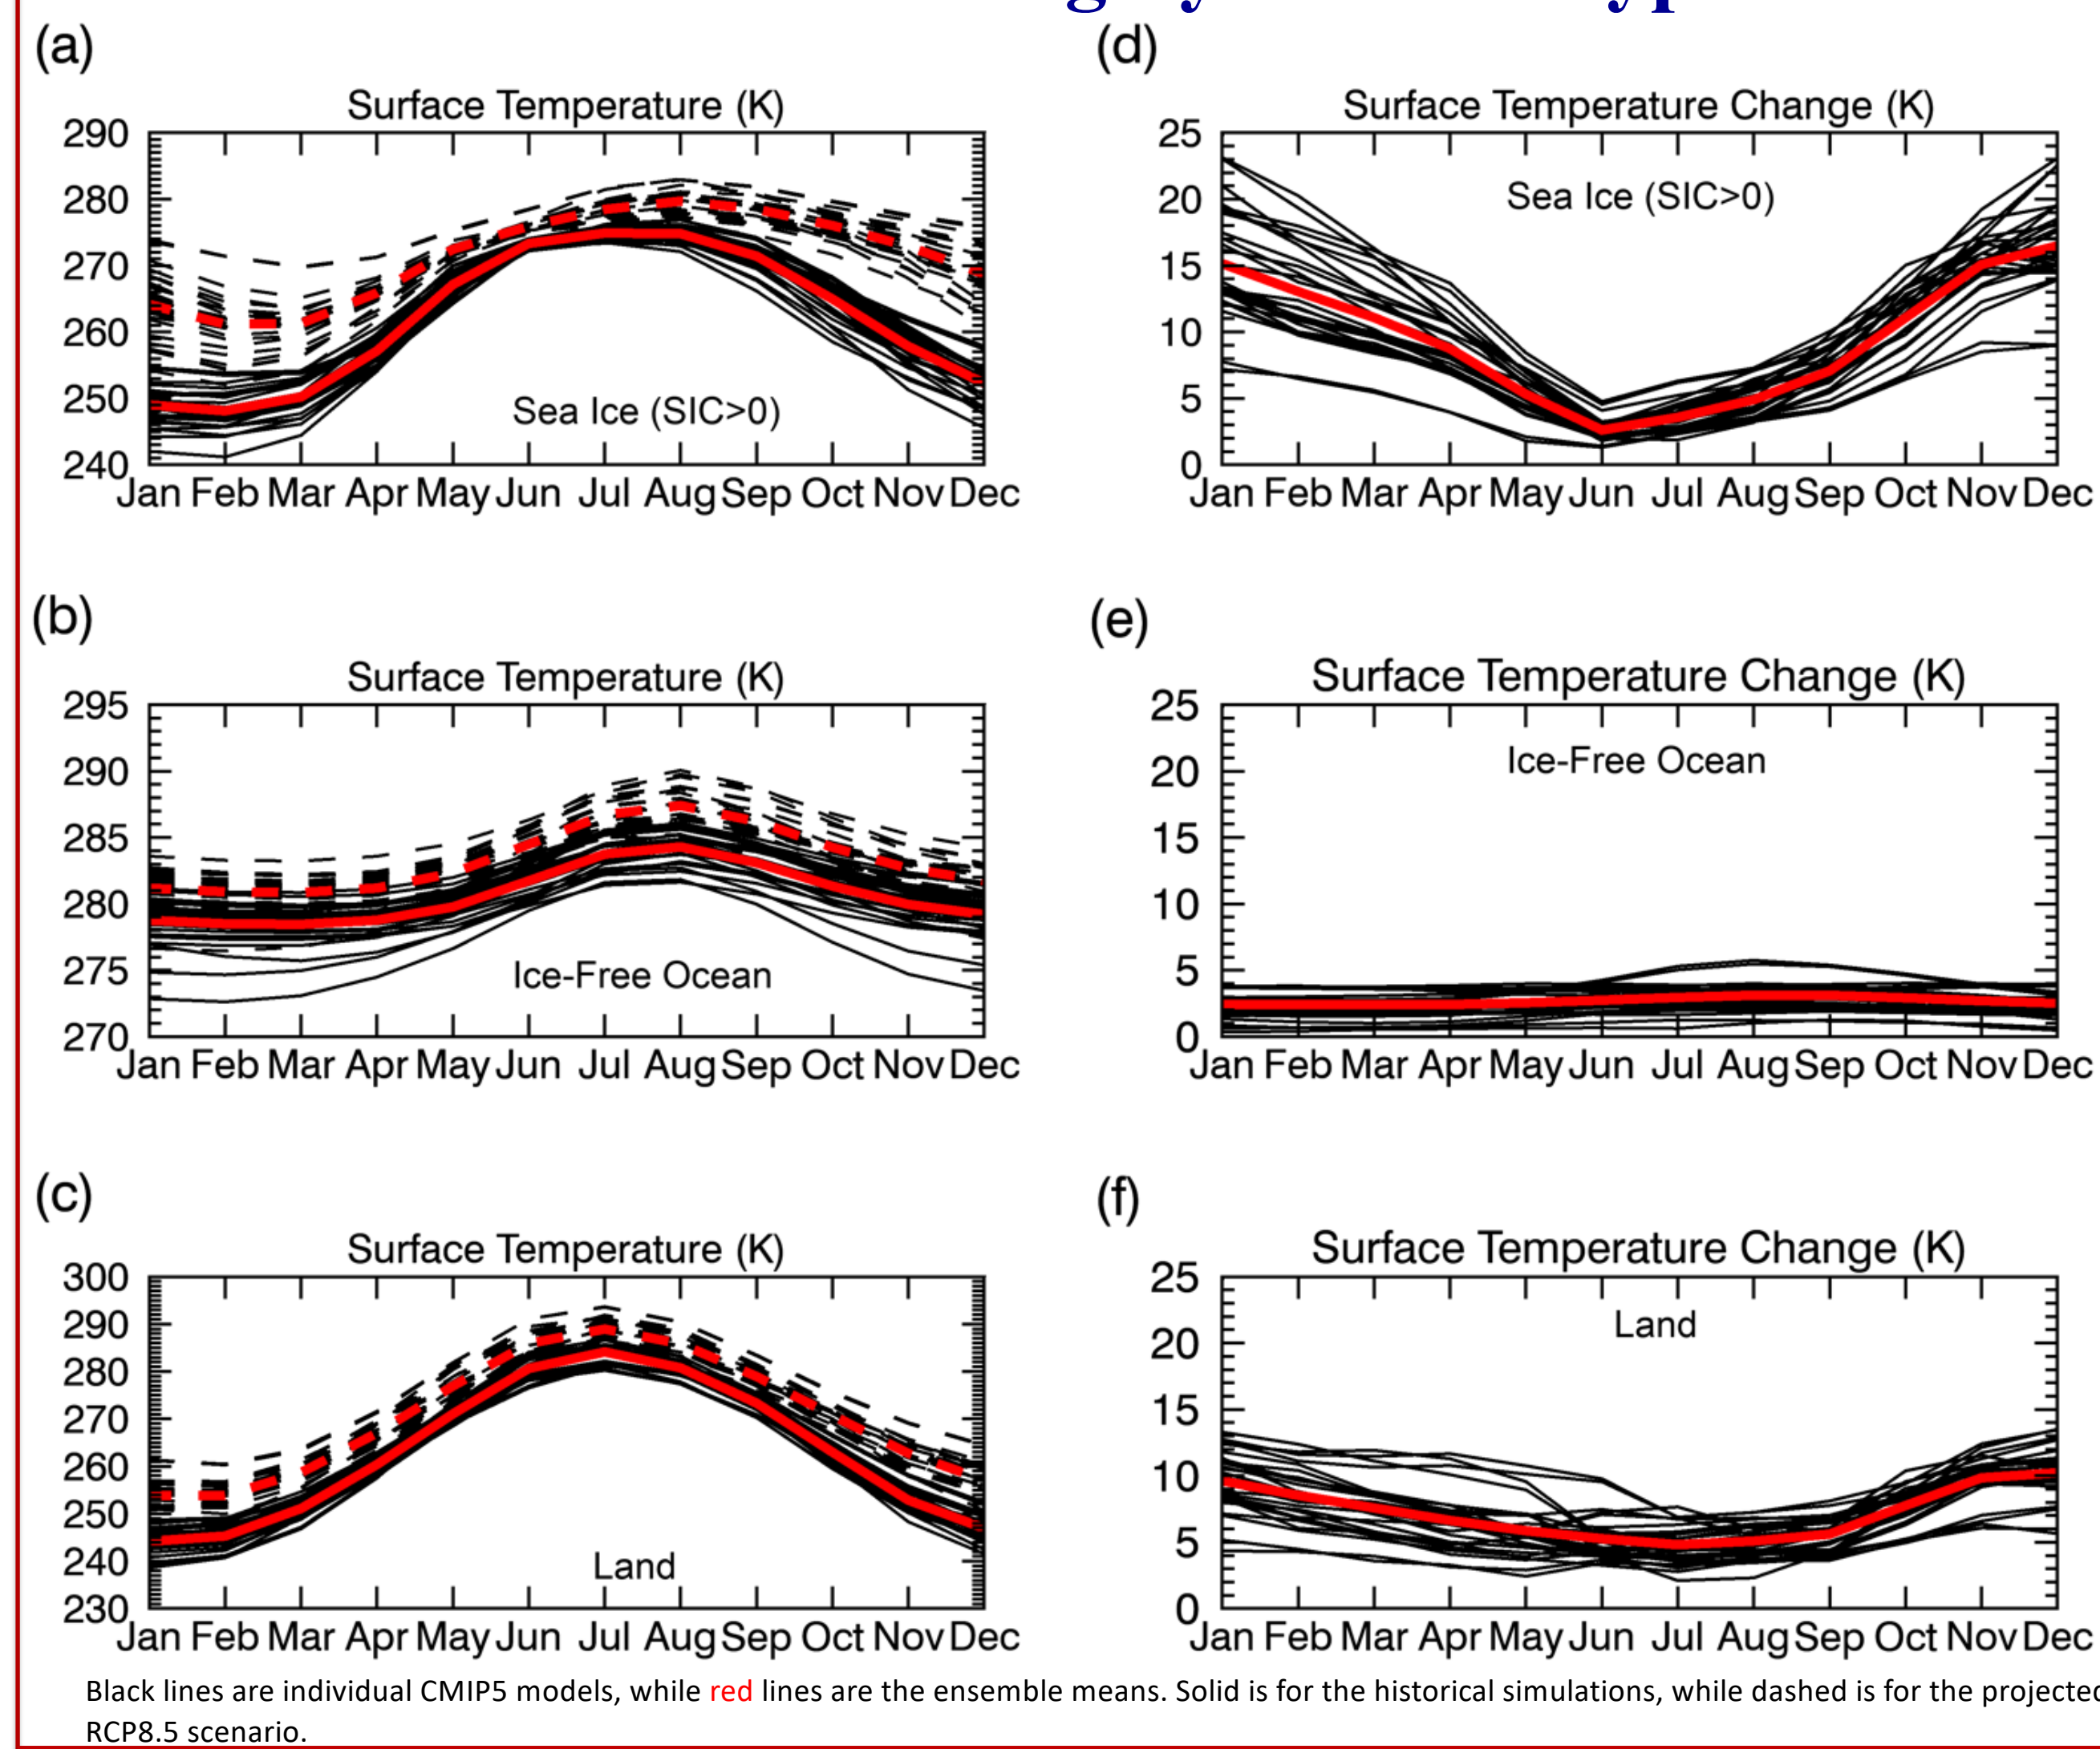 (a)
Surface Temperature (K)
290
280
270
260
250
240
Sea Ice (SIC>0)
Jan Feb Mar Apr May Jun Jul Aug Sep Oct Nov Dec
(d)
Surface Temperature Change (K)
25
20
15
10
5
0
Sea Ice (SIC>0)
Jan Feb Mar Apr May Jun Jul Aug Sep Oct Nov Dec
(b)
Surface Temperature (K)
295
290
285
280
275
270
Ice-Free Ocean
Jan Feb Mar Apr May Jun Jul Aug Sep Oct Nov Dec
(e)
Surface Temperature Change (K)
25
20
15
10
5
0
Ice-Free Ocean
Jan Feb Mar Apr May Jun Jul Aug Sep Oct Nov Dec
(c)
Surface Temperature (K)
300
290
280
270
260
250
240
230
Land
Jan Feb Mar Apr May Jun Jul Aug Sep Oct Nov Dec
(f)
Surface Temperature Change (K)
25
20
15
10
5
0
Land
Jan Feb Mar Apr May Jun Jul Aug Sep Oct Nov Dec
Black lines are individual CMIP5 models, while red lines are the ensemble means. Solid is for the historical simulations, while dashed is for the projected
RCP8.5 scenario.